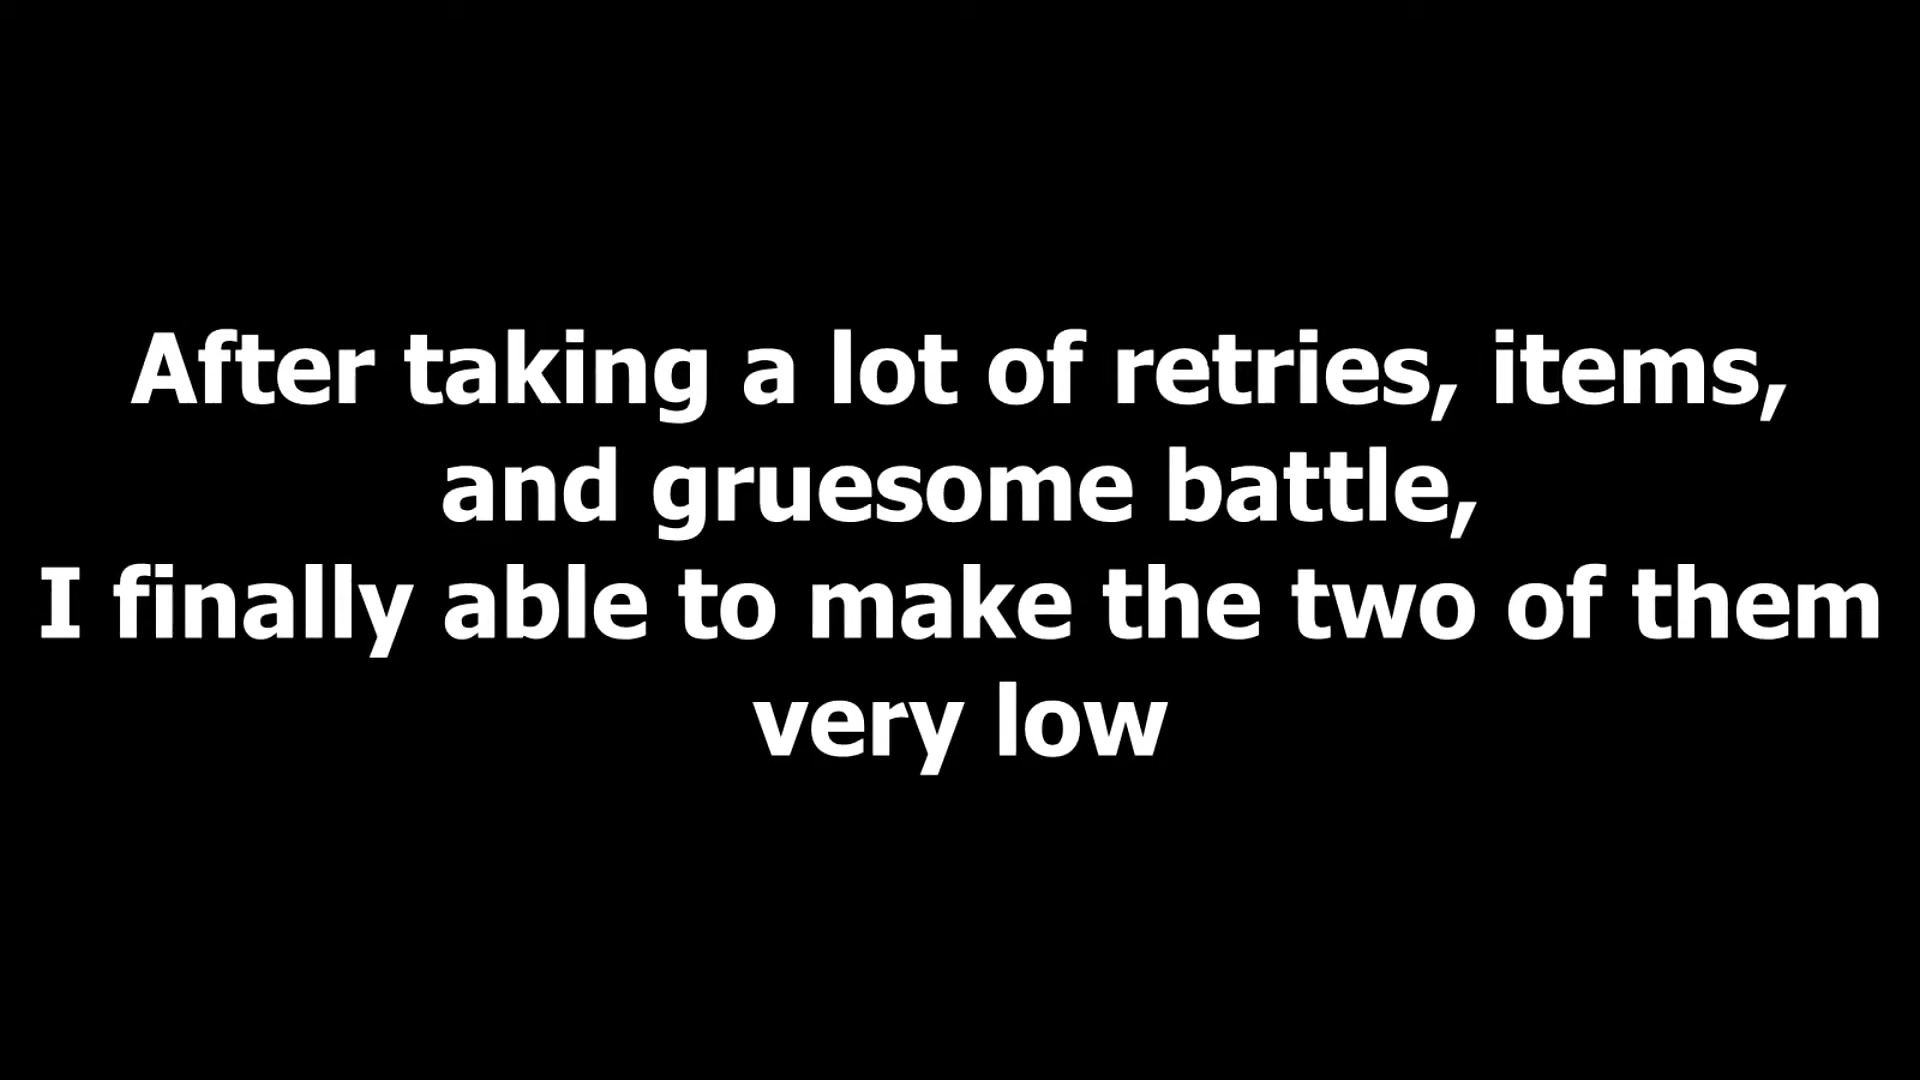 After taking a lot of retries, items,
and gruesome battle,
I finally able to make the two of them
very low